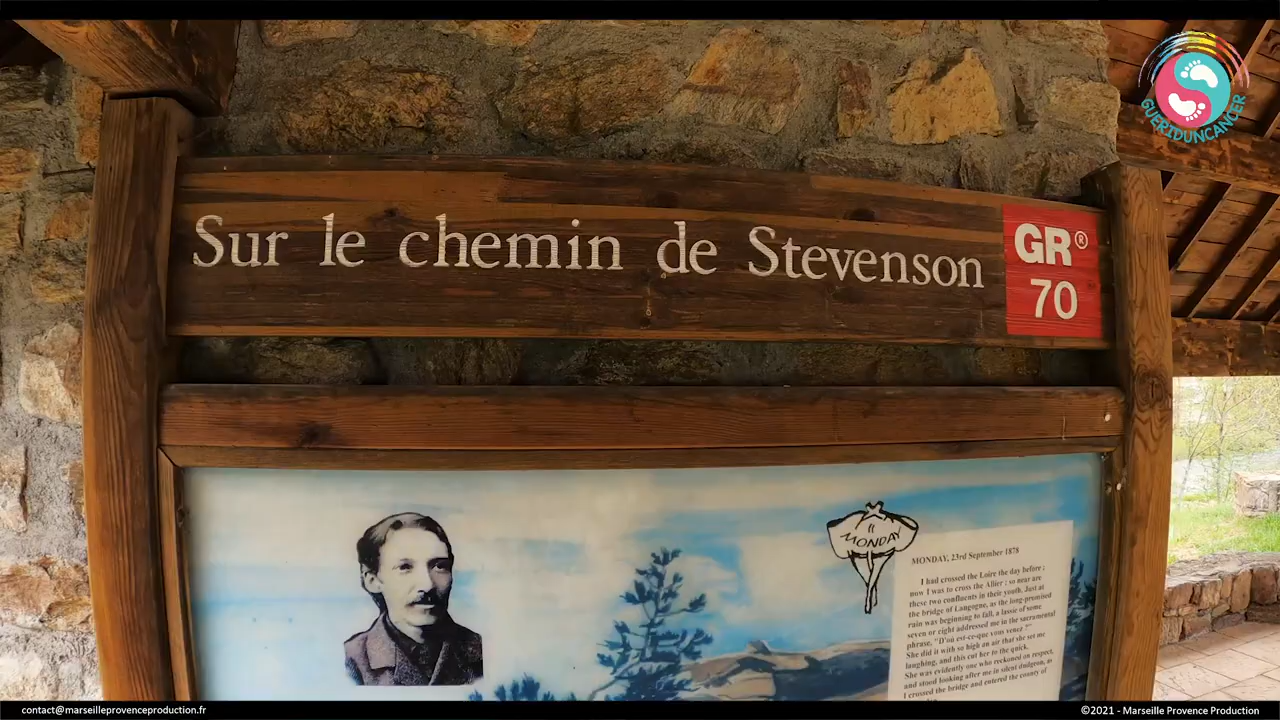 GUERIDUNCANCER
Sur le chemin de Stevenson
GR®
70
MONDAY
MONDAY, 23rd September 1878
I had crossed the Loire the day before ;
now I was to cross the Allier ; so near are
these two confluents in their youth. Just at
the bridge of Langogne, as the long-promised
rain was beginning to fall, a lassie of some
seven or eight addressed me in the sacramental
phrase, "D'où est-ce-que vous venez ?"
She did it with so high an air that she set me
laughing, and this cut her to the quick.
She was evidently one who reckoned on respect,
and stood looking after me in silent dudgeon, as
I crossed the bridge and entered the county of
contact@marseilleprovenceproduction.fr
©2021 - Marseille Provence Production